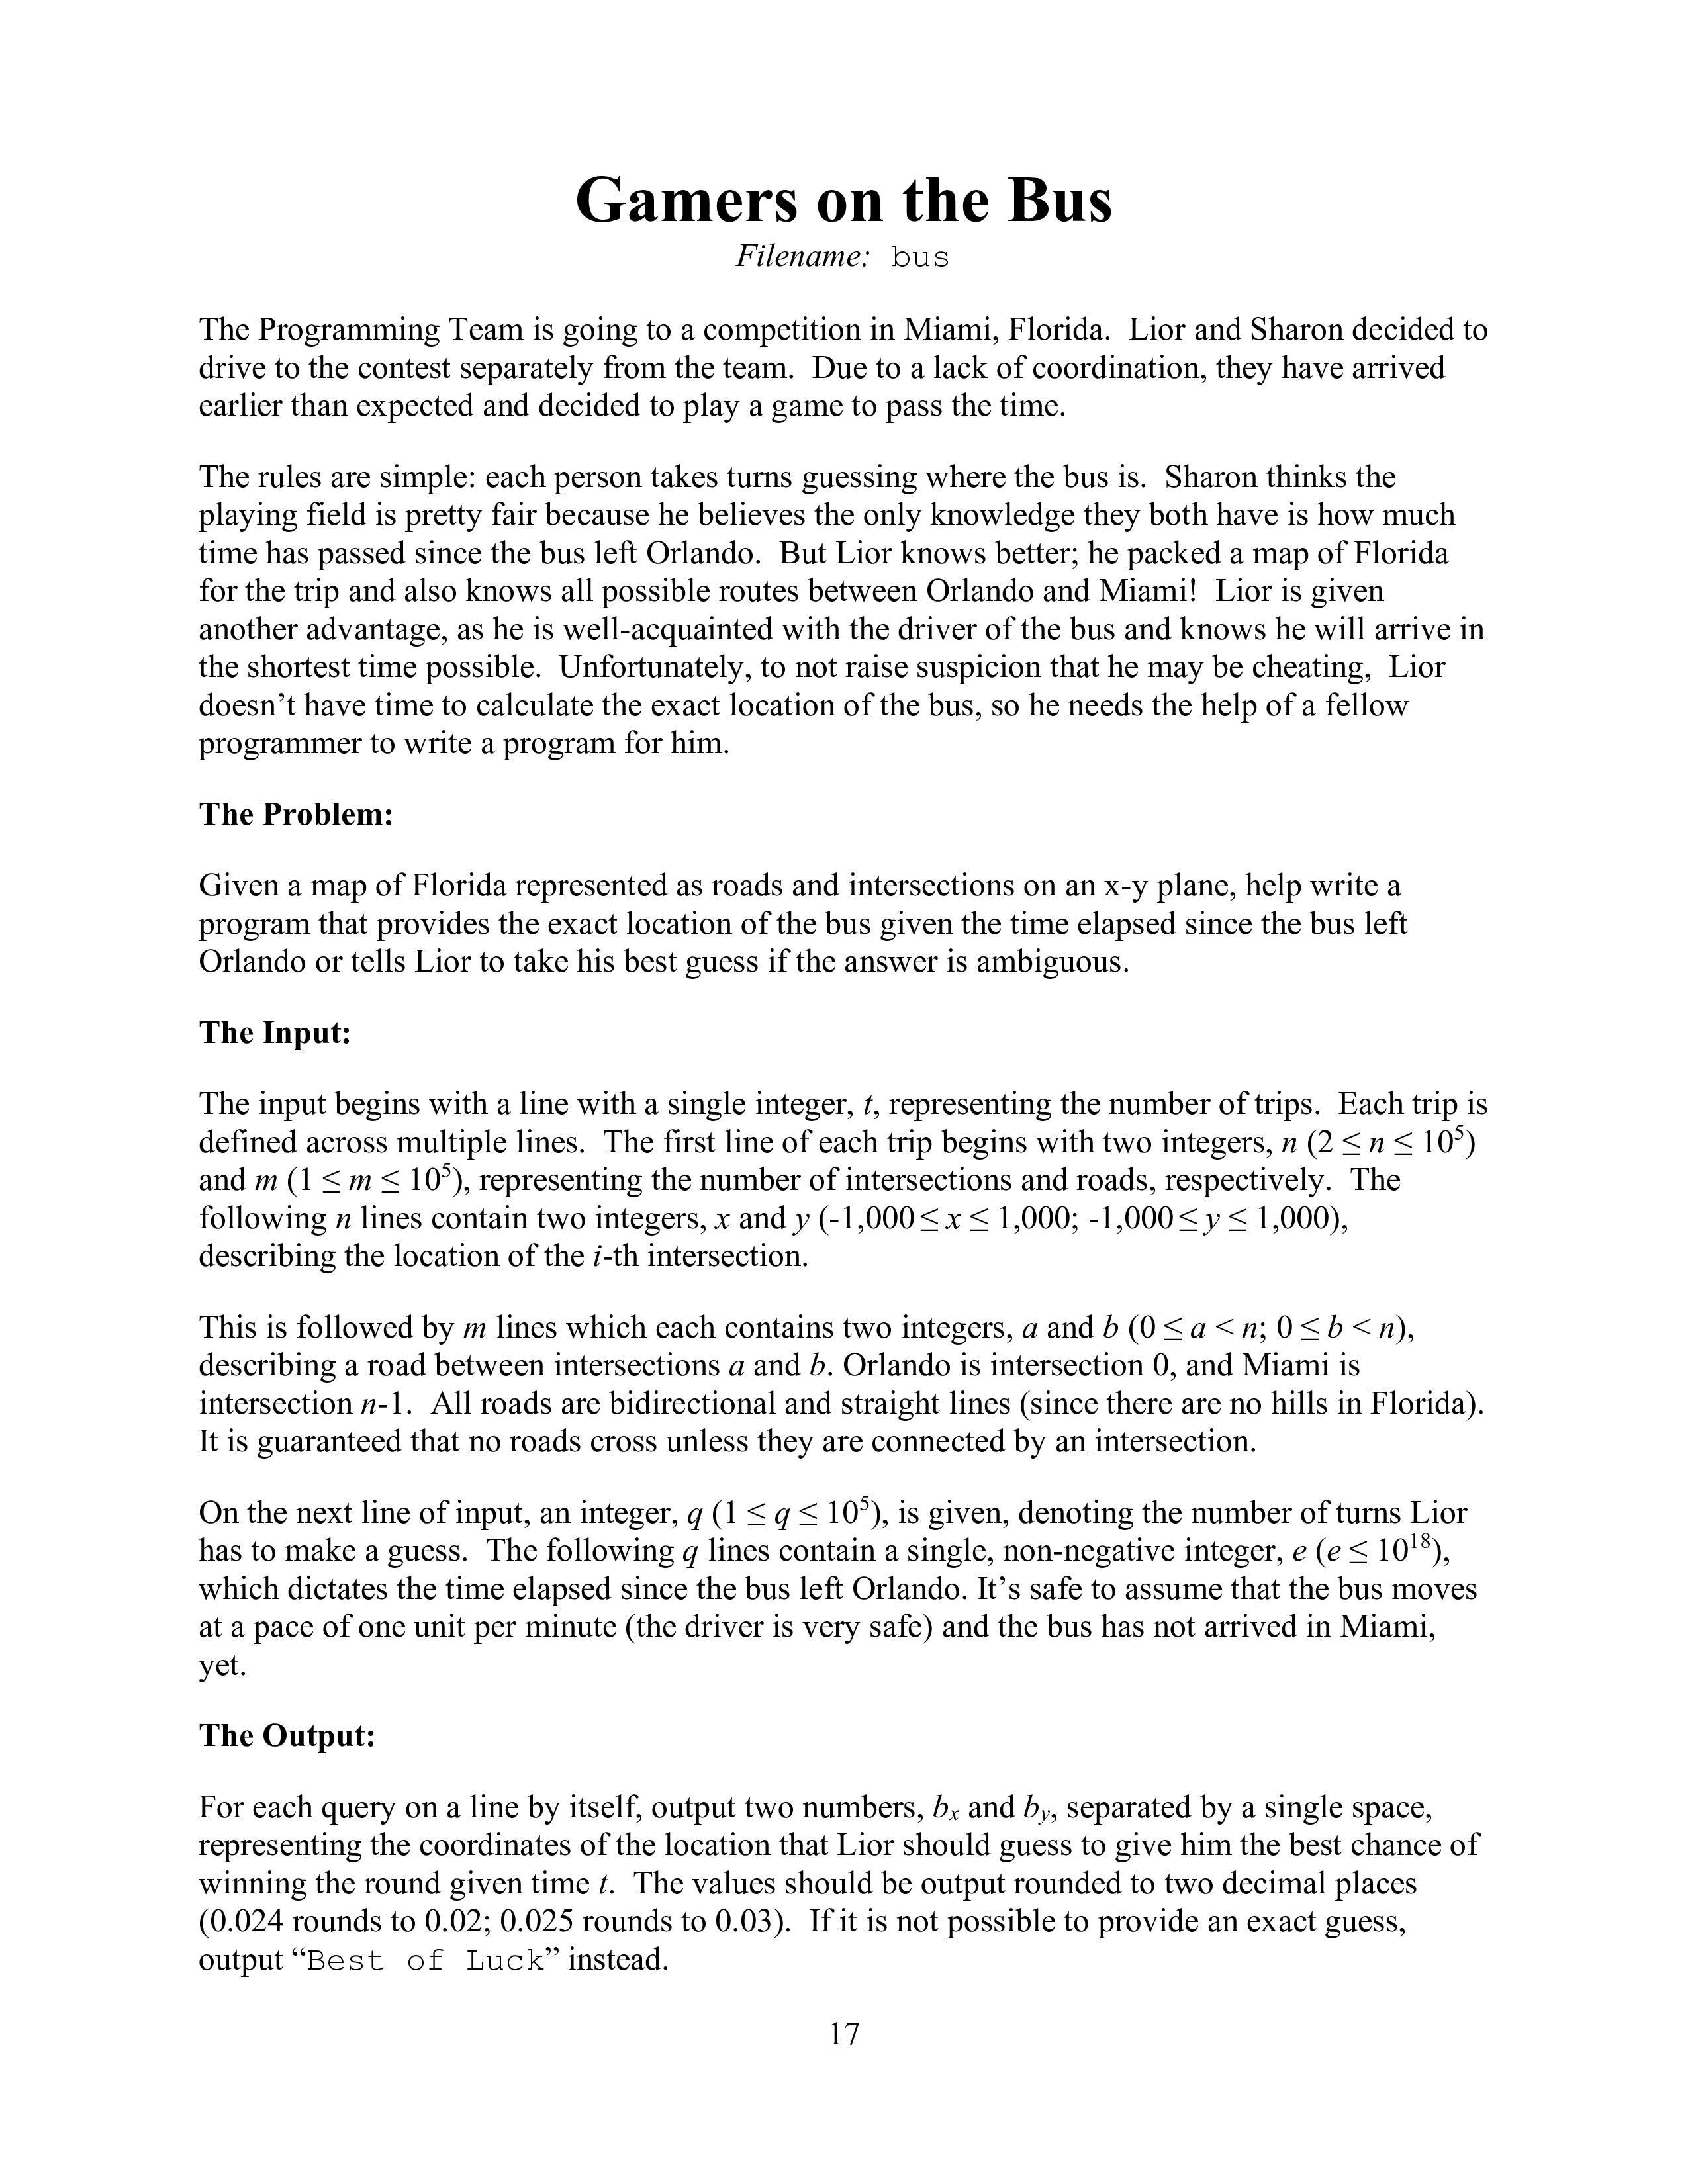 Gamers on the Bus
Filename: bus
The Programming Team is going to a competition in Miami, Florida. Lior and Sharon decided to
drive to the contest separately from the team. Due to a lack of coordination, they have arrived
earlier than expected and decided to play a game to pass the time.
The rules are simple: each person takes turns guessing where the bus is. Sharon thinks the
playing field is pretty fair because he believes the only knowledge they both have is how much
time has passed since the bus left Orlando. But Lior knows better; he packed a map of Florida
for the trip and also knows all possible routes between Orlando and Miami! Lior is given
another advantage, as he is well-acquainted with the driver of the bus and knows he will arrive in
the shortest time possible. Unfortunately, to not raise suspicion that he may be cheating, Lior
doesn’t have time to calculate the exact location of the bus, so he needs the help of a fellow
programmer to write a program for him.
The Problem:
Given a map of Florida represented as roads and intersections on an x-y plane, help write a
program that provides the exact location of the bus given the time elapsed since the bus left
Orlando or tells Lior to take his best guess if the answer is ambiguous.
The Input:
The input begins with a line with a single integer, t, representing the number of trips. Each trip is
defined across multiple lines. The first line of each trip begins with two integers, n (2 ≤ n ≤ 10⁵)
and m (1 ≤ m ≤ 10⁵), representing the number of intersections and roads, respectively. The
following n lines contain two integers, x and y (-1,000 ≤ x ≤ 1,000; -1,000 ≤ y ≤ 1,000),
describing the location of the i-th intersection.
This is followed by m lines which each contains two integers, a and b (0 ≤ a < n; 0 ≤ b < n),
describing a road between intersections a and b. Orlando is intersection 0, and Miami is
intersection n-1. All roads are bidirectional and straight lines (since there are no hills in Florida).
It is guaranteed that no roads cross unless they are connected by an intersection.
On the next line of input, an integer, q (1 ≤ q ≤ 10⁵), is given, denoting the number of turns Lior
has to make a guess. The following q lines contain a single, non-negative integer, e (e ≤ 10¹⁸),
which dictates the time elapsed since the bus left Orlando. It’s safe to assume that the bus moves
at a pace of one unit per minute (the driver is very safe) and the bus has not arrived in Miami,
yet.
The Output:
For each query on a line by itself, output two numbers, bₓ and bᵧ, separated by a single space,
representing the coordinates of the location that Lior should guess to give him the best chance of
winning the round given time t. The values should be output rounded to two decimal places
(0.024 rounds to 0.02; 0.025 rounds to 0.03). If it is not possible to provide an exact guess,
output “Best of Luck” instead.
17